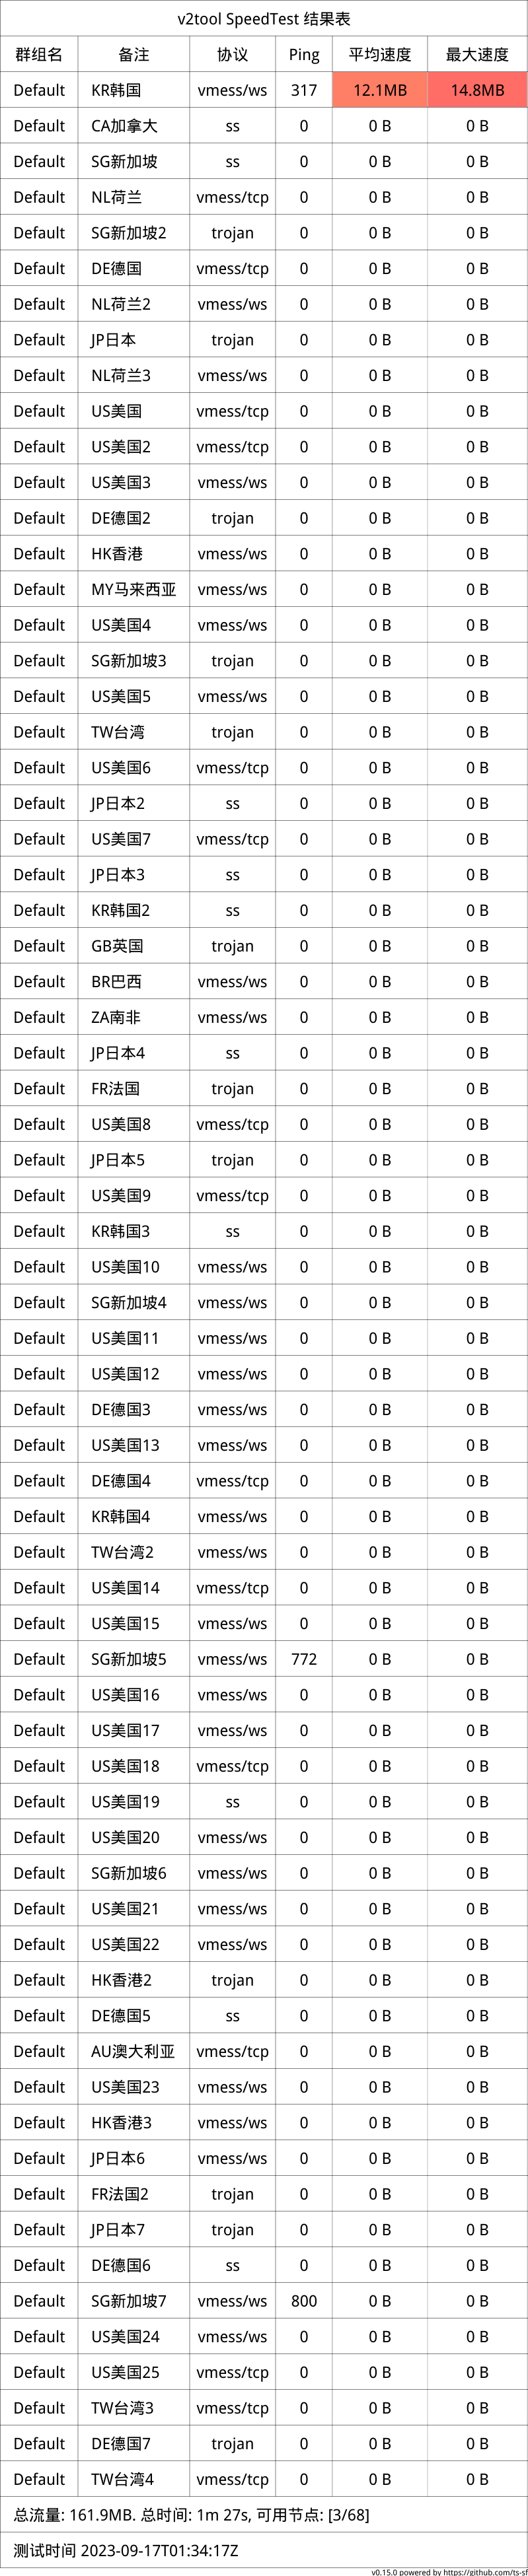 v2tool SpeedTest 结果表
群组名 备注 协议 Ping 平均速度 最大速度
Default KR韩国 vmess/ws 317 12.1MB 14.8MB
Default CA加拿大 ss 0 0 B 0 B
Default SG新加坡 ss 0 0 B 0 B
Default NL荷兰 vmess/tcp 0 0 B 0 B
Default SG新加坡2 trojan 0 0 B 0 B
Default DE德国 vmess/tcp 0 0 B 0 B
Default NL荷兰2 vmess/ws 0 0 B 0 B
Default JP日本 trojan 0 0 B 0 B
Default NL荷兰3 vmess/ws 0 0 B 0 B
Default US美国 vmess/tcp 0 0 B 0 B
Default US美国2 vmess/tcp 0 0 B 0 B
Default US美国3 vmess/ws 0 0 B 0 B
Default DE德国2 trojan 0 0 B 0 B
Default HK香港 vmess/ws 0 0 B 0 B
Default MY马来西亚 vmess/ws 0 0 B 0 B
Default US美国4 vmess/ws 0 0 B 0 B
Default SG新加坡3 trojan 0 0 B 0 B
Default US美国5 vmess/ws 0 0 B 0 B
Default TW台湾 trojan 0 0 B 0 B
Default US美国6 vmess/tcp 0 0 B 0 B
Default JP日本2 ss 0 0 B 0 B
Default US美国7 vmess/tcp 0 0 B 0 B
Default JP日本3 ss 0 0 B 0 B
Default KR韩国2 ss 0 0 B 0 B
Default GB英国 trojan 0 0 B 0 B
Default BR巴西 vmess/ws 0 0 B 0 B
Default ZA南非 vmess/ws 0 0 B 0 B
Default JP日本4 ss 0 0 B 0 B
Default FR法国 trojan 0 0 B 0 B
Default US美国8 vmess/tcp 0 0 B 0 B
Default JP日本5 trojan 0 0 B 0 B
Default US美国9 vmess/tcp 0 0 B 0 B
Default KR韩国3 ss 0 0 B 0 B
Default US美国10 vmess/ws 0 0 B 0 B
Default SG新加坡4 vmess/ws 0 0 B 0 B
Default US美国11 vmess/ws 0 0 B 0 B
Default US美国12 vmess/ws 0 0 B 0 B
Default DE德国3 vmess/ws 0 0 B 0 B
Default US美国13 vmess/ws 0 0 B 0 B
Default DE德国4 vmess/tcp 0 0 B 0 B
Default KR韩国4 vmess/ws 0 0 B 0 B
Default TW台湾2 vmess/ws 0 0 B 0 B
Default US美国14 vmess/tcp 0 0 B 0 B
Default US美国15 vmess/ws 0 0 B 0 B
Default SG新加坡5 vmess/ws 772 0 B 0 B
Default US美国16 vmess/ws 0 0 B 0 B
Default US美国17 vmess/ws 0 0 B 0 B
Default US美国18 vmess/tcp 0 0 B 0 B
Default US美国19 ss 0 0 B 0 B
Default US美国20 vmess/ws 0 0 B 0 B
Default SG新加坡6 vmess/ws 0 0 B 0 B
Default US美国21 vmess/ws 0 0 B 0 B
Default US美国22 vmess/ws 0 0 B 0 B
Default HK香港2 trojan 0 0 B 0 B
Default DE德国5 ss 0 0 B 0 B
Default AU澳大利亚 vmess/tcp 0 0 B 0 B
Default US美国23 vmess/ws 0 0 B 0 B
Default HK香港3 vmess/ws 0 0 B 0 B
Default JP日本6 vmess/ws 0 0 B 0 B
Default FR法国2 trojan 0 0 B 0 B
Default JP日本7 trojan 0 0 B 0 B
Default DE德国6 ss 0 0 B 0 B
Default SG新加坡7 vmess/ws 800 0 B 0 B
Default US美国24 vmess/ws 0 0 B 0 B
Default US美国25 vmess/tcp 0 0 B 0 B
Default TW台湾3 vmess/tcp 0 0 B 0 B
Default DE德国7 trojan 0 0 B 0 B
Default TW台湾4 vmess/tcp 0 0 B 0 B
总流量: 161.9MB. 总时间: 1m 27s, 可用节点: [3/68]
测试时间 2023-09-17T01:34:17Z
v0.15.0 powered by https://github.com/ts-sf